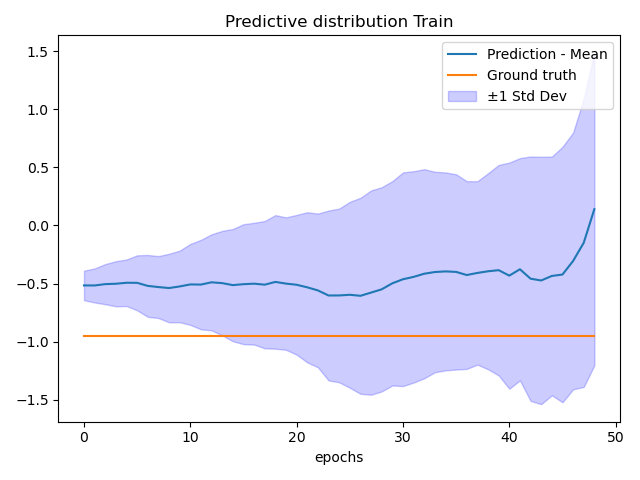 Predictive distribution Train
Prediction - Mean
Ground truth
±1 Std Dev
1.5
1.0
0.5
0.0
−0.5
−1.0
−1.5
0 10 20 30 40 50
epochs